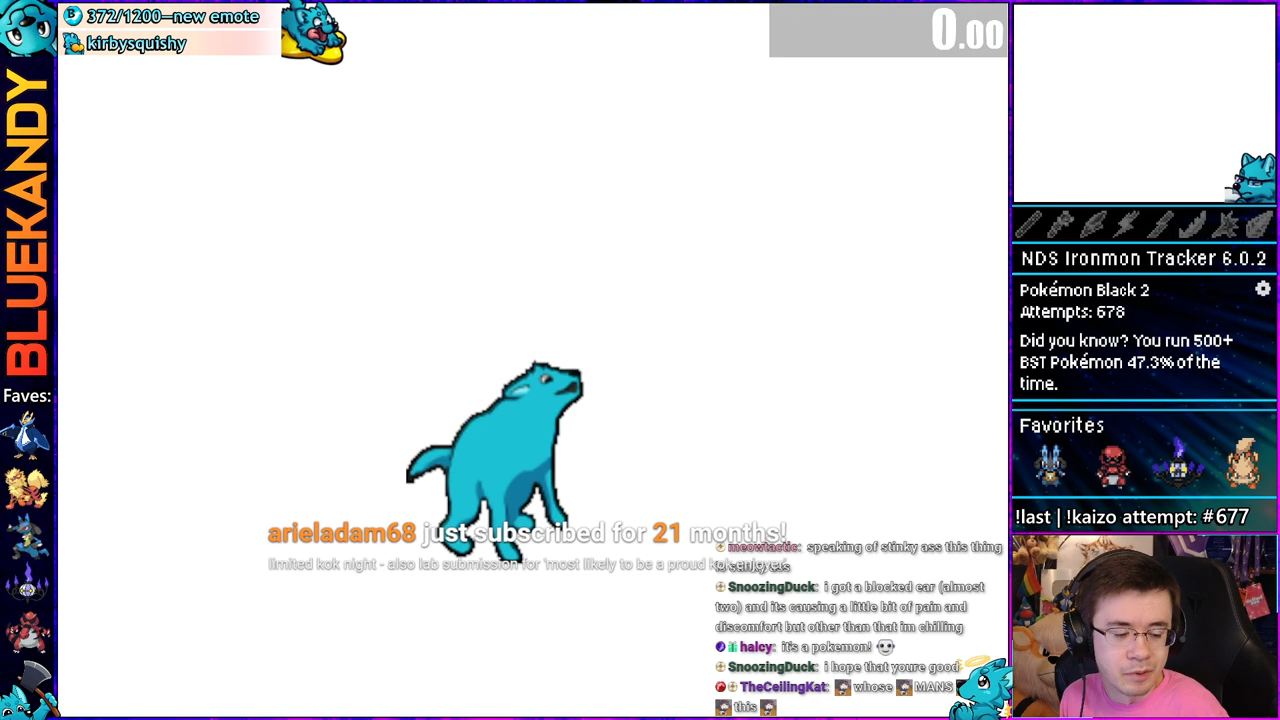 372/1200–new emote
kirbysquishy
0.00
BLUEKANDY
Faves:
NDS Ironmon Tracker 6.0.2
Pokémon Black 2
Attempts: 678
Did you know? You run 500+
BST Pokémon 47.3% of the
time.
Favorites
!last | !kaizo attempt: #677
arieladam68 just subscribed for 21 months!
limited kok night - also lab submission for 'most likely to be a proud
meowtactic: speaking of stinky ass this thing
is stinky ass
SnoozingDuck: i got a blocked ear (almost
two) and its causing a little bit of pain and
discomfort but other than that im chilling
halcy: it's a pokemon!
SnoozingDuck: i hope that youre good
TheCeilingKat: whose MANS
this